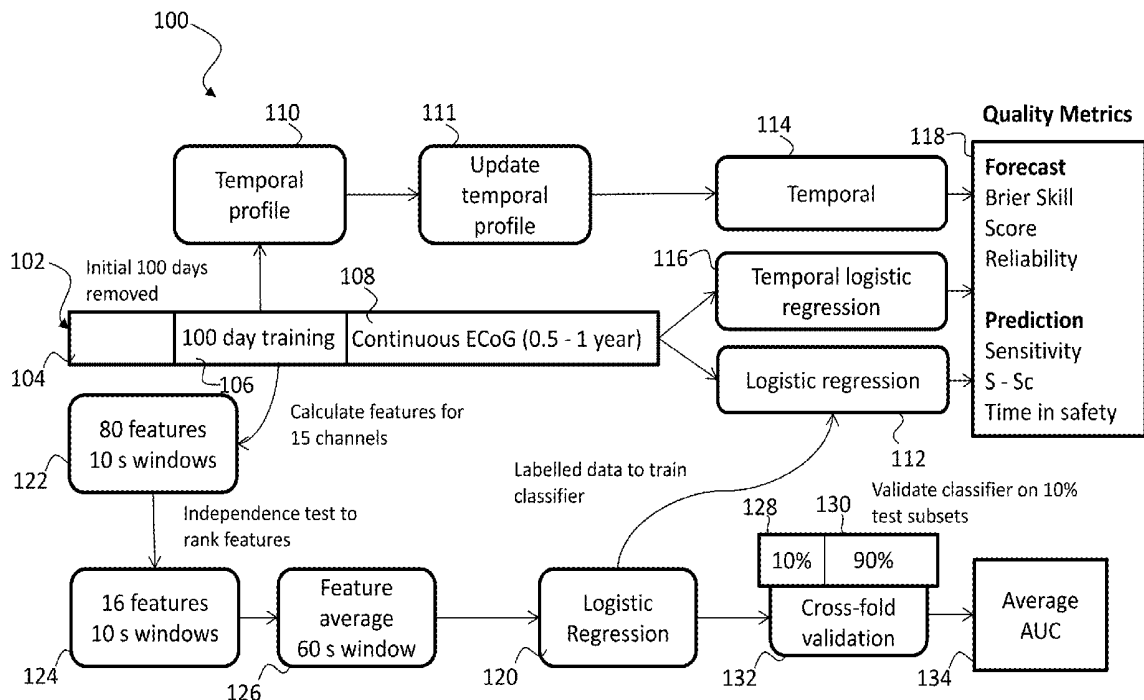 100
110
111
114
Quality Metrics
118
Temporal
profile
Update
temporal
profile
Temporal
Forecast
Brier Skill
Score
Reliability
102
Initial 100 days
removed
108
116
Temporal logistic
regression
100 day training
Continuous ECoG (0.5 - 1 year)
Prediction
Sensitivity
S - Sc
Time in safety
104
106
Logistic regression
112
80 features
10 s windows
122
Calculate features for
15 channels
Labelled data to train
classifier
Independence test to
rank features
128
130
Validate classifier on 10%
test subsets
10%
90%
16 features
10 s windows
124
Feature
average
60 s window
126
Logistic
Regression
120
Cross-fold
validation
132
Average
AUC
134